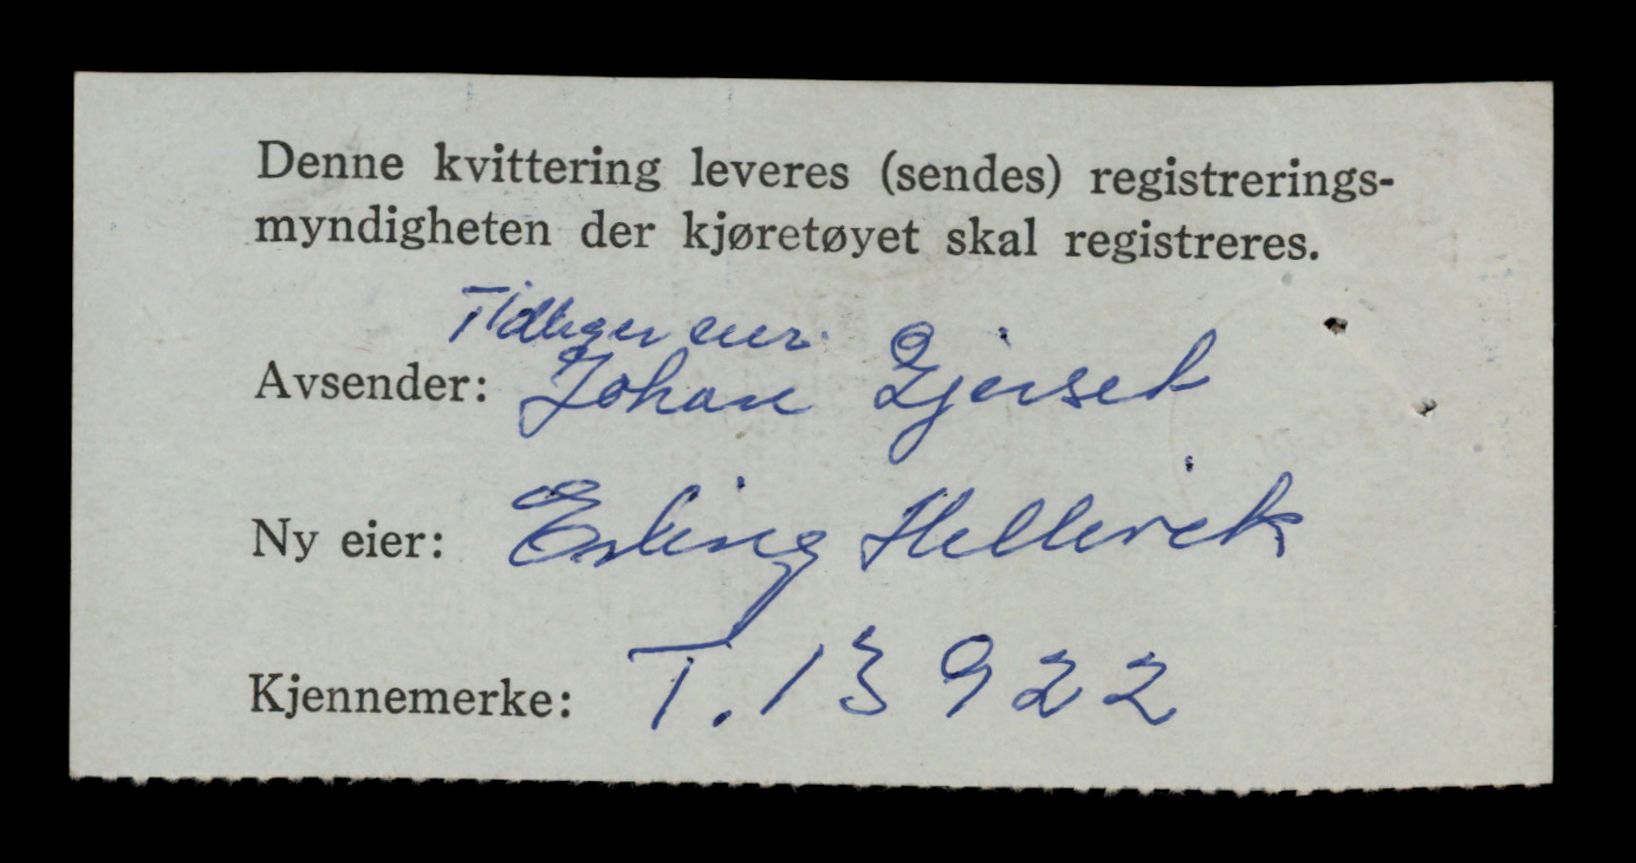 Denne kvittering leveres (sendes) registrerings-
myndigheten der kjøretøyet skal registreres.
Tidliger eier.
Avsender: Johan Gjerset
Ny eier: Erling Hellevik
Kjennemerke: T. 13922